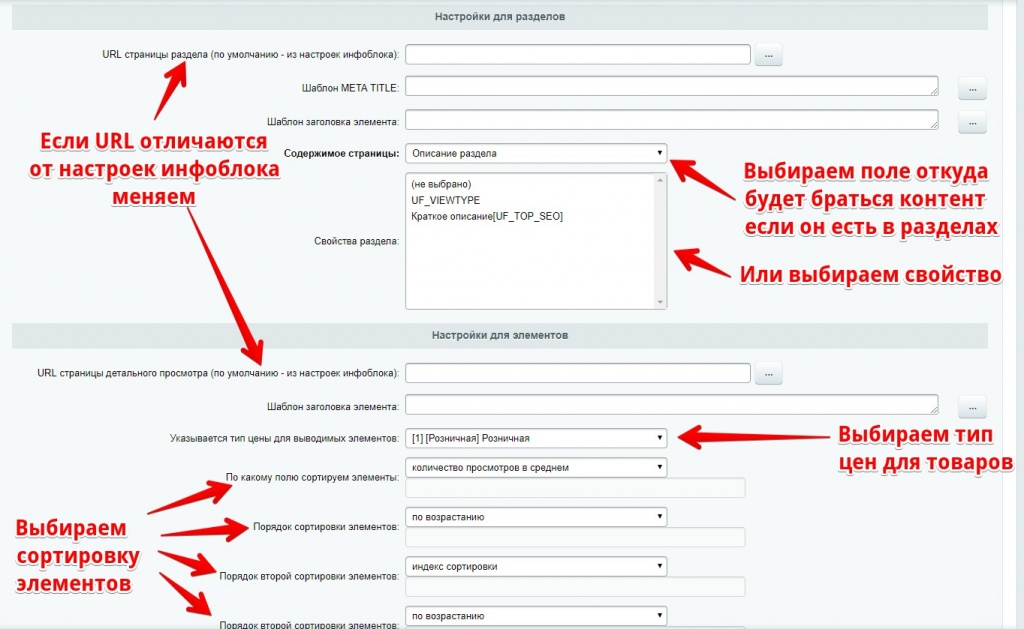 Настройки для разделов
URL страницы раздела (по умолчанию - из настроек инфоблока):
...
Шаблон META TITLE:
...
Шаблон заголовка элемента:
...
Если URL отличаются
от настроек инфоблока
меняем
Содержимое страницы:
Описание раздела
Выбираем поле откуда
будет браться контент
если он есть в разделах
Свойства раздела:
(не выбрано)
UF_VIEWTYPE
Краткое описание[UF_TOP_SEO]
Или выбираем свойство
Настройки для элементов
URL страницы детального просмотра (по умолчанию - из настроек инфоблока):
...
Шаблон заголовка элемента:
...
Указывается тип цены для выводимых элементов:
[1] [Розничная] Розничная
Выбираем тип
цен для товаров
По какому полю сортируем элементы:
количество просмотров в среднем
Порядок сортировки элементов:
по возрастанию
Выбираем
сортировку
элементов
Порядок второй сортировки элементов:
индекс сортировки
Порядок второй сортировки элементов:
по возрастанию